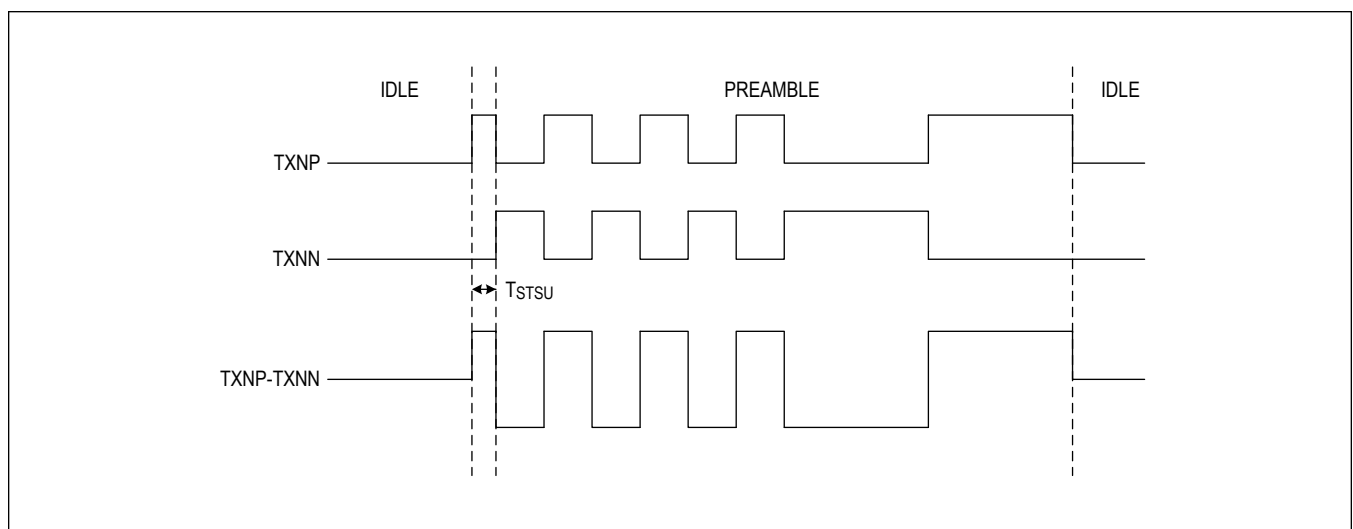 IDLE PREAMBLE IDLE
TXNP
TXNN
TSTSU
TXNP-TXNN